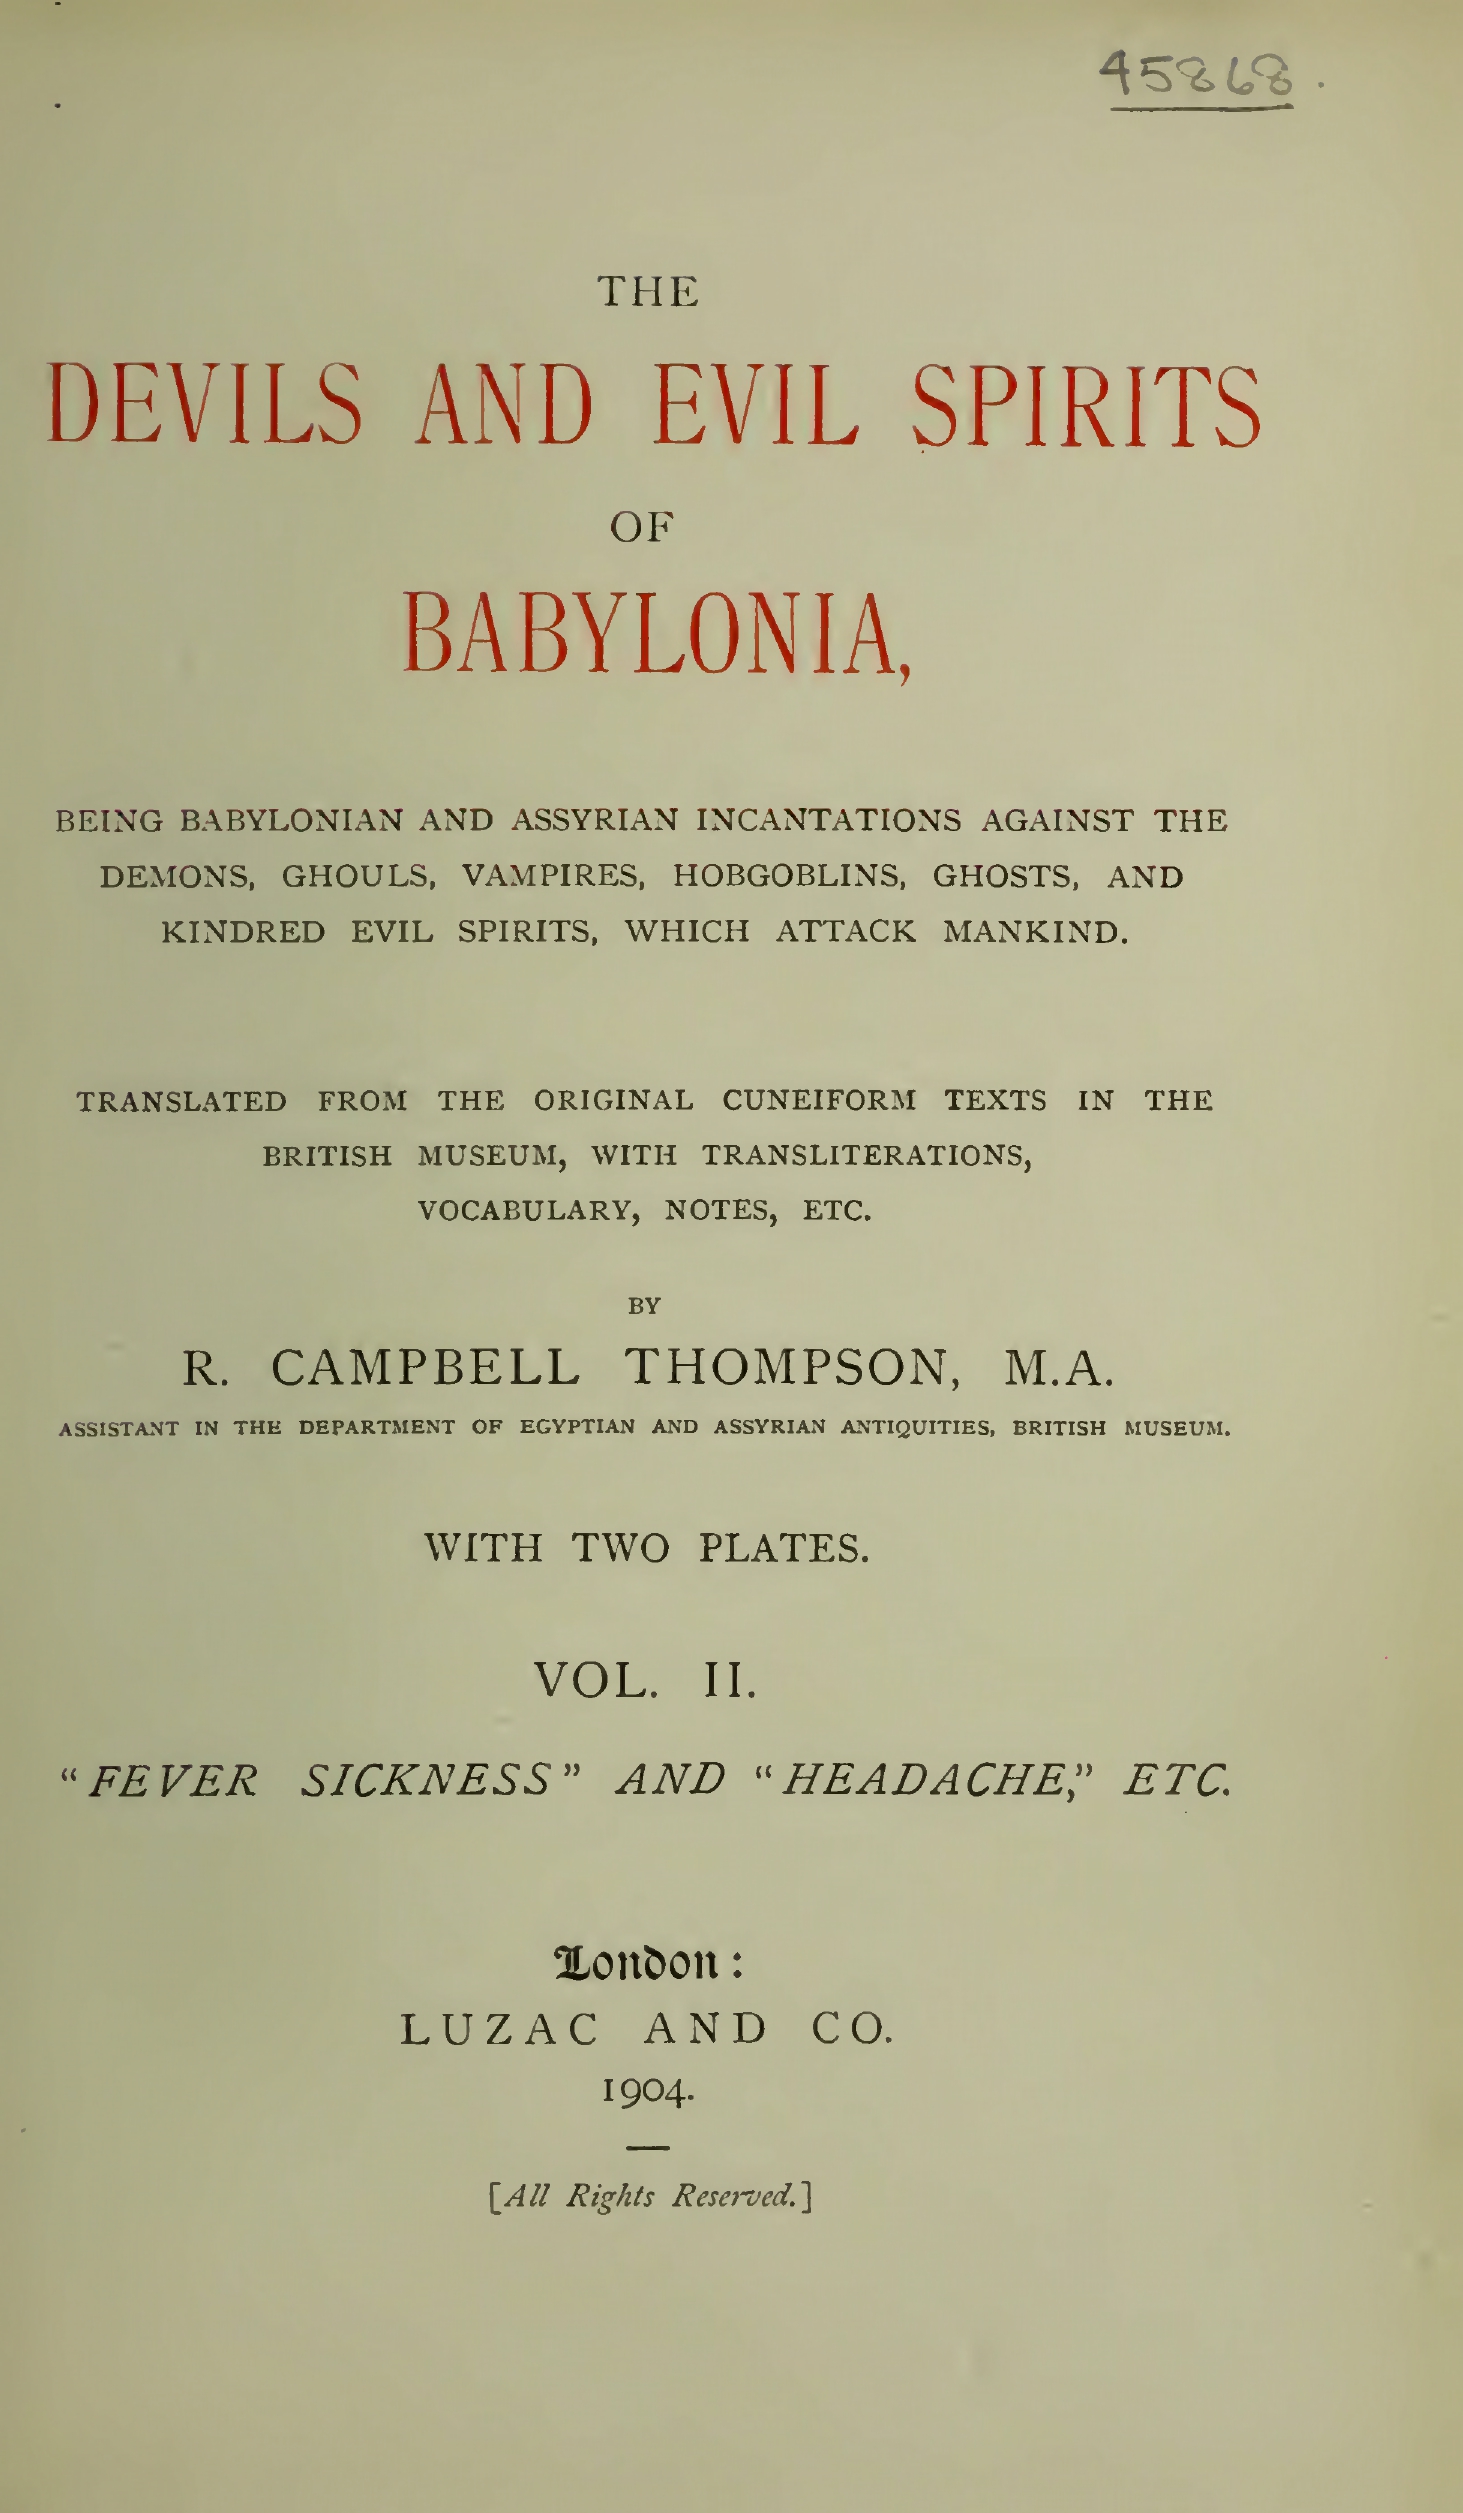 45868.
THE
DEVILS AND EVIL SPIRITS
OF
BABYLONIA,
BEING BABYLONIAN AND ASSYRIAN INCANTATIONS AGAINST THE
DEMONS, GHOULS, VAMPIRES, HOBGOBLINS, GHOSTS, AND
KINDRED EVIL SPIRITS, WHICH ATTACK MANKIND.
TRANSLATED FROM THE ORIGINAL CUNEIFORM TEXTS IN THE
BRITISH MUSEUM, WITH TRANSLITERATIONS,
VOCABULARY, NOTES, ETC.
BY
R. CAMPBELL THOMPSON, M.A.
ASSISTANT IN THE DEPARTMENT OF EGYPTIAN AND ASSYRIAN ANTIQUITIES, BRITISH MUSEUM.
WITH TWO PLATES.
VOL. II.
“FEVER SICKNESS” AND “HEADACHE,” ETC.
London:
LUZAC AND CO.
1904.
[All Rights Reserved.]